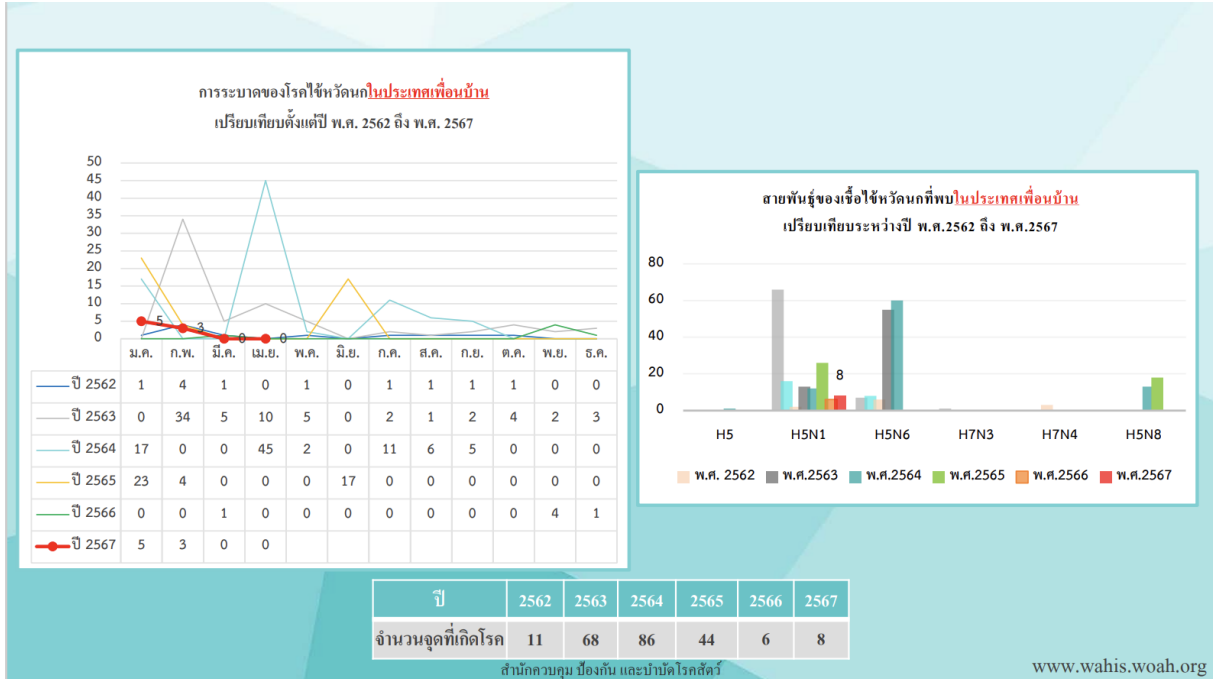 การระบาดของโรคไข้หวัดนกในประเทศเพื่อนบ้าน
เปรียบเทียบตั้งแต่ปี พ.ศ. 2562 ถึง พ.ศ. 2567
50
45
40
35
30
25
20
15
10
5
0
5
3
0
0
ม.ค. ก.พ. มี.ค. เม.ย. พ.ค. มิ.ย. ก.ค. ส.ค. ก.ย. ต.ค. พ.ย. ธ.ค.
ปี 2562 1 4 1 0 1 0 1 1 1 1 0 0
ปี 2563 0 34 5 10 5 0 2 1 2 4 2 3
ปี 2564 17 0 0 45 2 0 11 6 5 0 0 0
ปี 2565 23 4 0 0 0 17 0 0 0 0 0 0
ปี 2566 0 0 1 0 0 0 0 0 0 0 4 1
ปี 2567 5 3 0 0
สายพันธุ์ของเชื้อไข้หวัดนกที่พบในประเทศเพื่อนบ้าน
เปรียบเทียบระหว่างปี พ.ศ.2562 ถึง พ.ศ.2567
80
60
40
20
0
8
H5 H5N1 H5N6 H7N3 H7N4 H5N8
พ.ศ. 2562 พ.ศ.2563 พ.ศ.2564 พ.ศ.2565 พ.ศ.2566 พ.ศ.2567
ปี 2562 2563 2564 2565 2566 2567
จำนวนจุดที่เกิดโรค 11 68 86 44 6 8
สำนักควบคุม ป้องกัน และบำบัดโรคสัตว์
www.wahis.woah.org